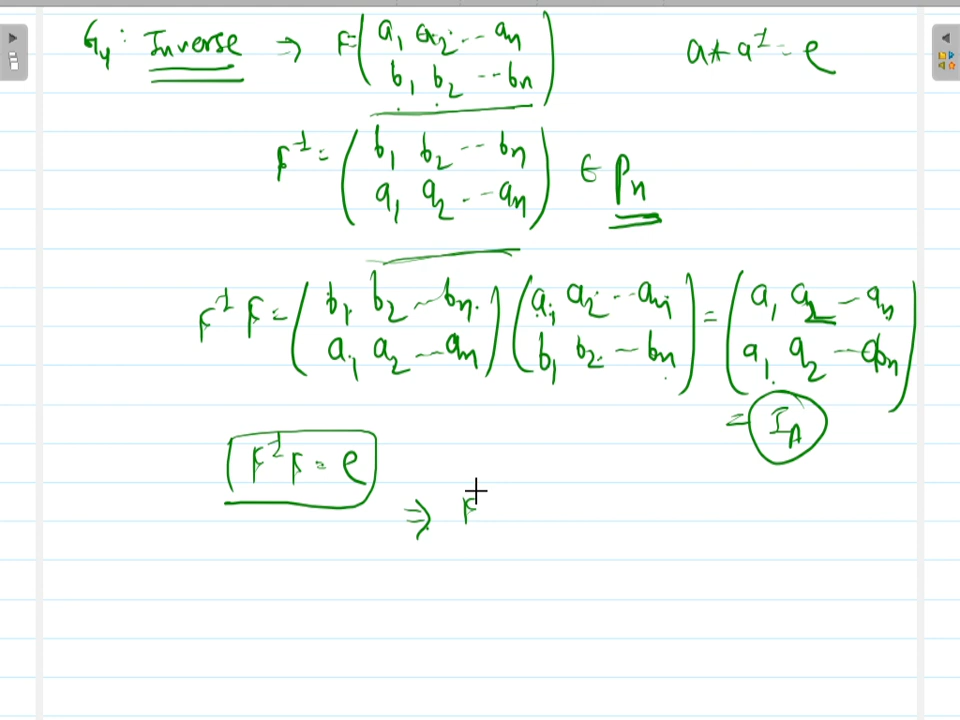 G4 : Inverse → F = ( a1 a2 .. an a * a⁻¹ = e
b1 b2 .. bn )
F⁻¹ = ( b1 b2 .. bn ∈ Pn
a1 a2 .. an )
F⁻¹ F = ( b1 b2 ~ bn ) ( a1 a2 .. an ) = ( a1 a2 – an )
( a1 a2 ~ an ) ( b1 b2 – bn ) ( a1 a2 – an )
= IA
F⁻¹ F = e
⇒ F